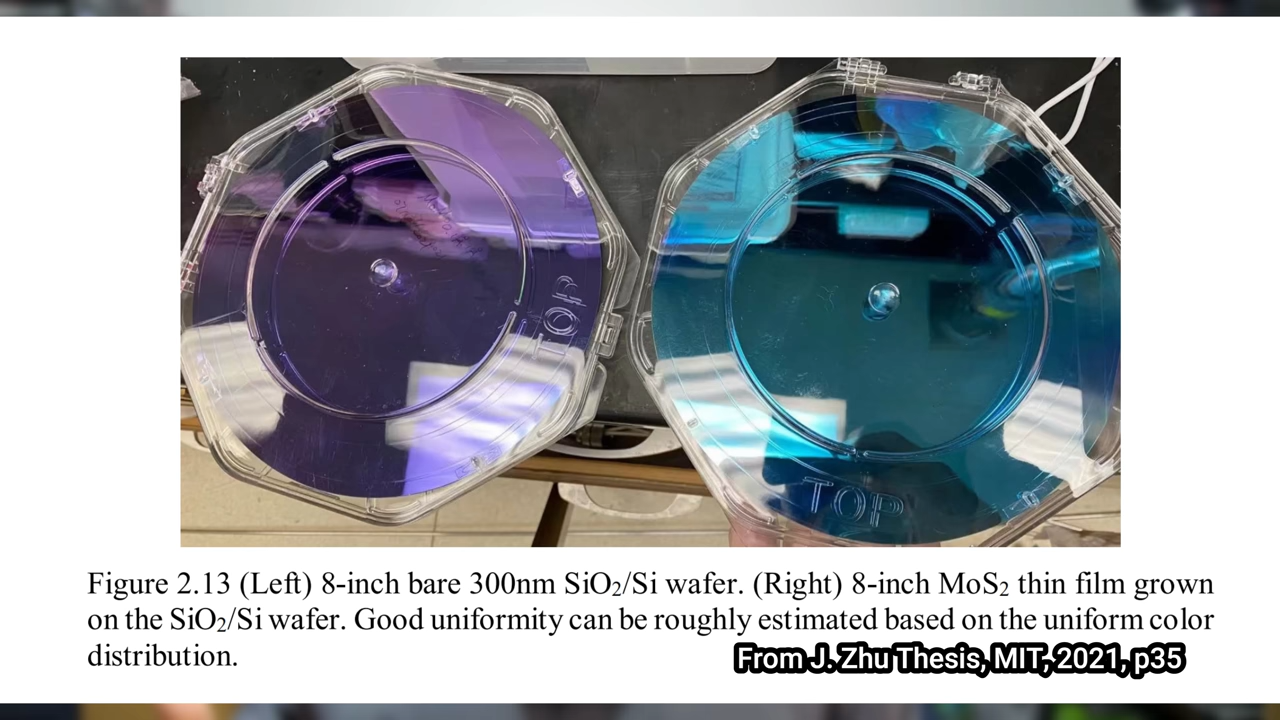 TOP
TOP
Figure 2.13 (Left) 8-inch bare 300nm SiO₂/Si wafer. (Right) 8-inch MoS₂ thin film grown
on the SiO₂/Si wafer. Good uniformity can be roughly estimated based on the uniform color
distribution.
From J. Zhu Thesis, MIT, 2021, p35